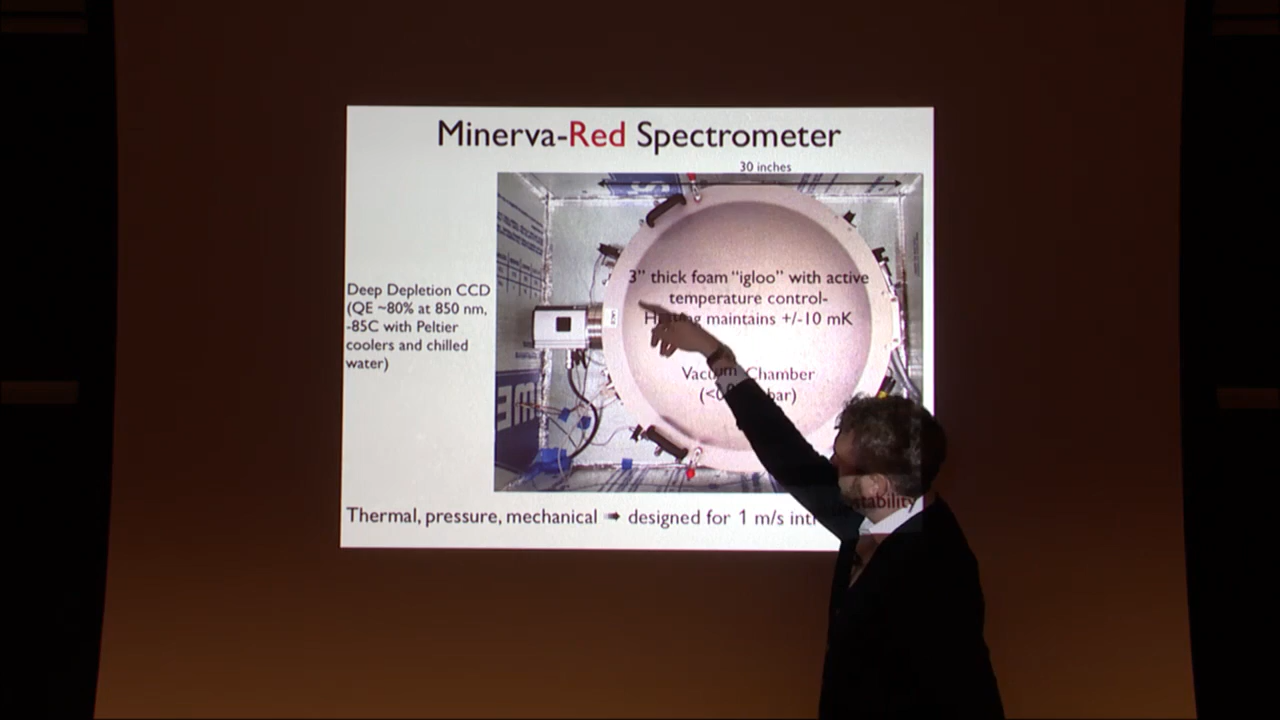 Minerva-Red Spectrometer
30 inches
3" thick foam "igloo" with active
temperature control-
maintains +/-10 mK
Deep Depletion CCD
(QE ~80% at 850 nm,
-85C with Peltier
coolers and chilled
water)
Vacuum Chamber
3M
Thermal, pressure, mechanical ➡ designed for 1 m/s
stability